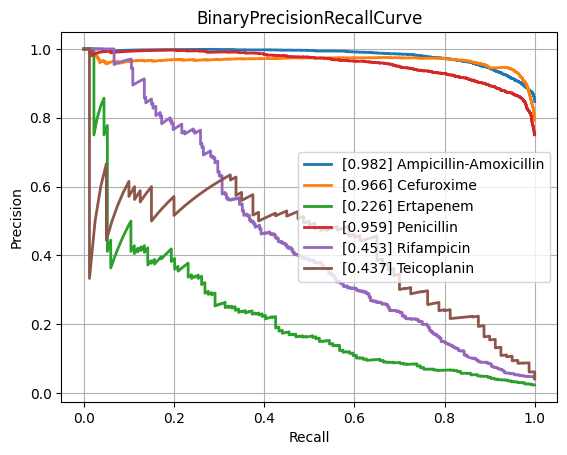 BinaryPrecisionRecallCurve
Precision
1.0
0.8
0.6
0.4
0.2
0.0
[0.982] Ampicillin-Amoxicillin
[0.966] Cefuroxime
[0.226] Ertapenem
[0.959] Penicillin
[0.453] Rifampicin
[0.437] Teicoplanin
0.0 0.2 0.4 0.6 0.8 1.0
Recall